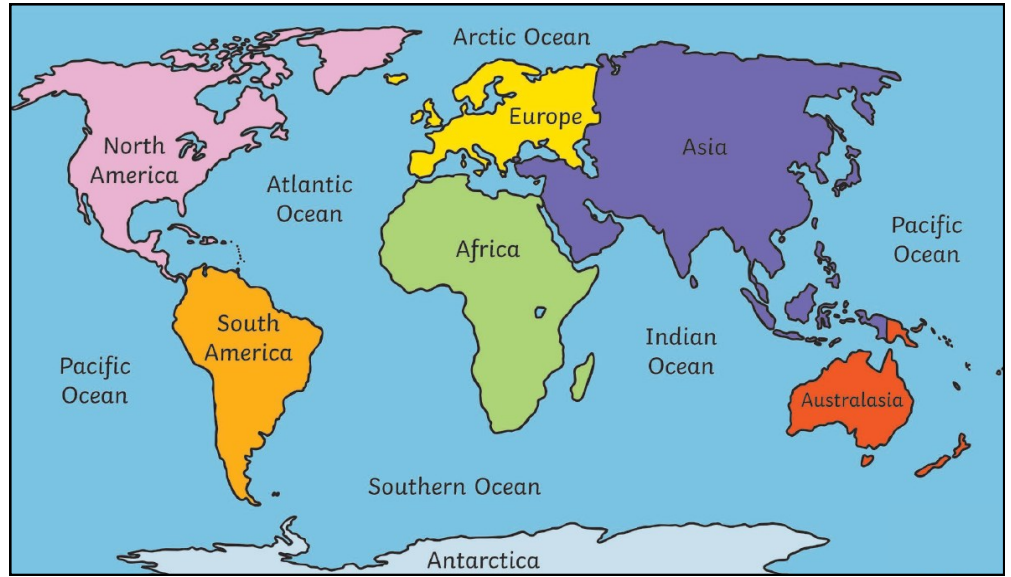 Arctic Ocean
North
America
Atlantic
Ocean
Europe
Asia
Pacific
Ocean
Africa
South
America
Pacific
Ocean
Indian
Ocean
Australasia
Southern Ocean
Antarctica